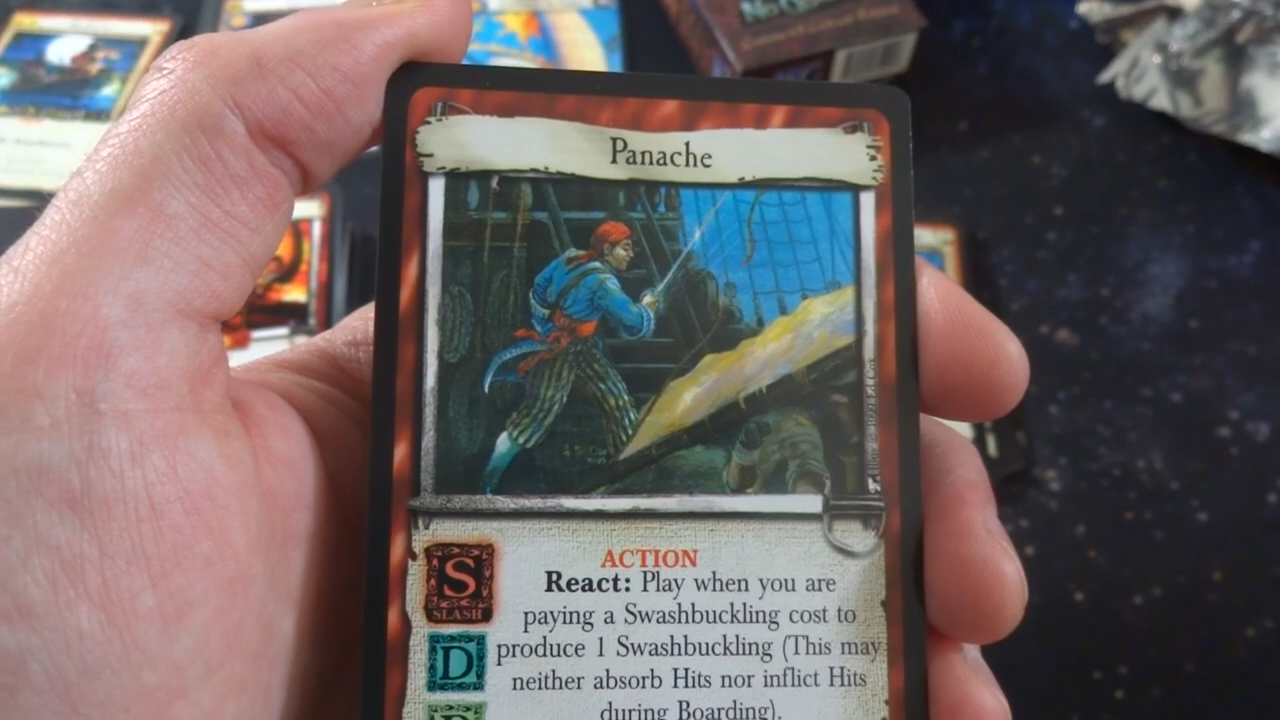 Panache
S
SLASH
D
ACTION
React: Play when you are
paying a Swashbuckling cost to
produce 1 Swashbuckling (This may
neither absorb Hits nor inflict Hits
during Boarding).